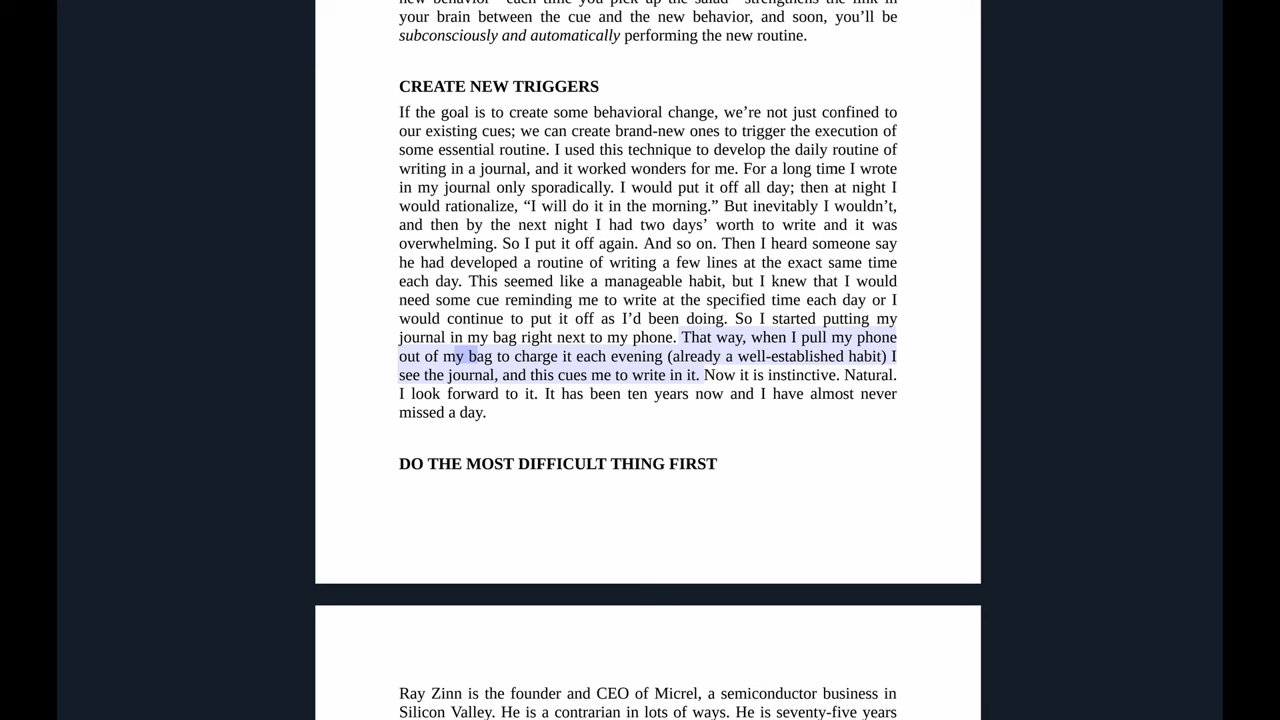 your brain between the cue and the new behavior, and soon, you’ll be
subconsciously and automatically performing the new routine.
CREATE NEW TRIGGERS
If the goal is to create some behavioral change, we’re not just confined to
our existing cues; we can create brand-new ones to trigger the execution of
some essential routine. I used this technique to develop the daily routine of
writing in a journal, and it worked wonders for me. For a long time I wrote
in my journal only sporadically. I would put it off all day; then at night I
would rationalize, “I will do it in the morning.” But inevitably I wouldn’t,
and then by the next night I had two days’ worth to write and it was
overwhelming. So I put it off again. And so on. Then I heard someone say
he had developed a routine of writing a few lines at the exact same time
each day. This seemed like a manageable habit, but I knew that I would
need some cue reminding me to write at the specified time each day or I
would continue to put it off as I’d been doing. So I started putting my
journal in my bag right next to my phone. That way, when I pull my phone
out of my bag to charge it each evening (already a well-established habit) I
see the journal, and this cues me to write in it. Now it is instinctive. Natural.
I look forward to it. It has been ten years now and I have almost never
missed a day.
DO THE MOST DIFFICULT THING FIRST
Ray Zinn is the founder and CEO of Micrel, a semiconductor business in
Silicon Valley. He is a contrarian in lots of ways. He is seventy-five years